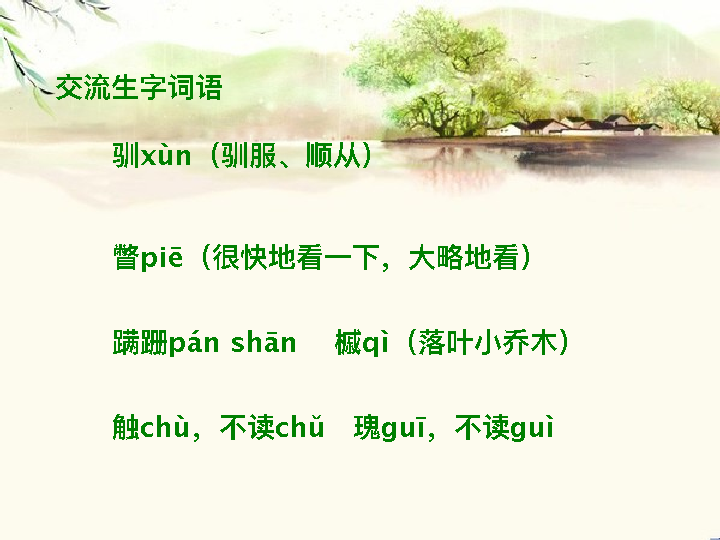 交流生字词语
驯xùn（驯服、顺从）
瞥piē（很快地看一下，大略地看）
蹒跚pán shān 槭qì（落叶小乔木）
触chù，不读chǔ 瑰guī，不读guì